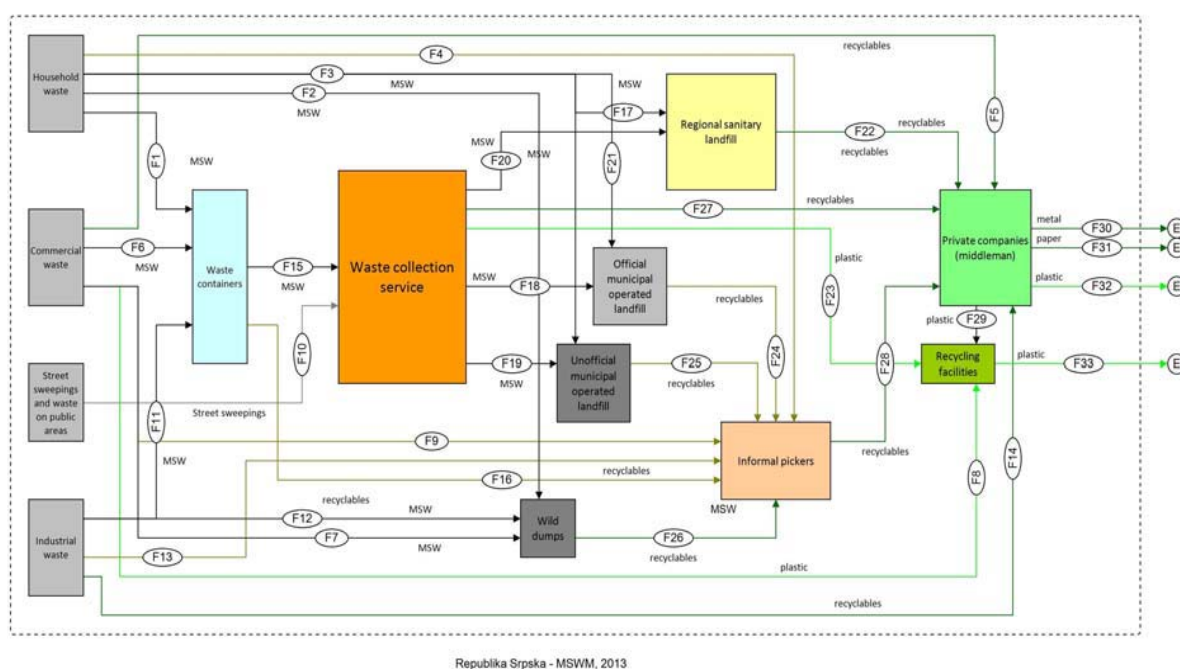 Household
waste
F4
F3
F2
MSW
MSW
MSW
MSW
recyclables
F1
MSW
MSW
F20
MSW
F17
F21
Regional sanitary
landfill
F22
recyclables
recyclables
F5
Commercial
waste
F6
MSW
Waste
containers
F15
MSW
Waste collection
service
F27
recyclables
plastic
Private companies
(middleman)
metal
F30
E
paper
F31
E
plastic
F32
E
MSW
F18
Official
municipal
operated
landfill
recyclables
F23
F24
F28
plastic
F29
Recycling
facilities
plastic
F33
E
F19
MSW
Unofficial
municipal
operated
landfill
F25
recyclables
Street
sweepings
and waste
on public
areas
F10
Street sweepings
F11
MSW
F9
F16
recyclables
Informal pickers
recyclables
MSW
F8
F14
Industrial
waste
recyclables
F12
MSW
F7
MSW
F13
Wild
dumps
F26
recyclables
plastic
recyclables
Republika Srpska - MSWM, 2013